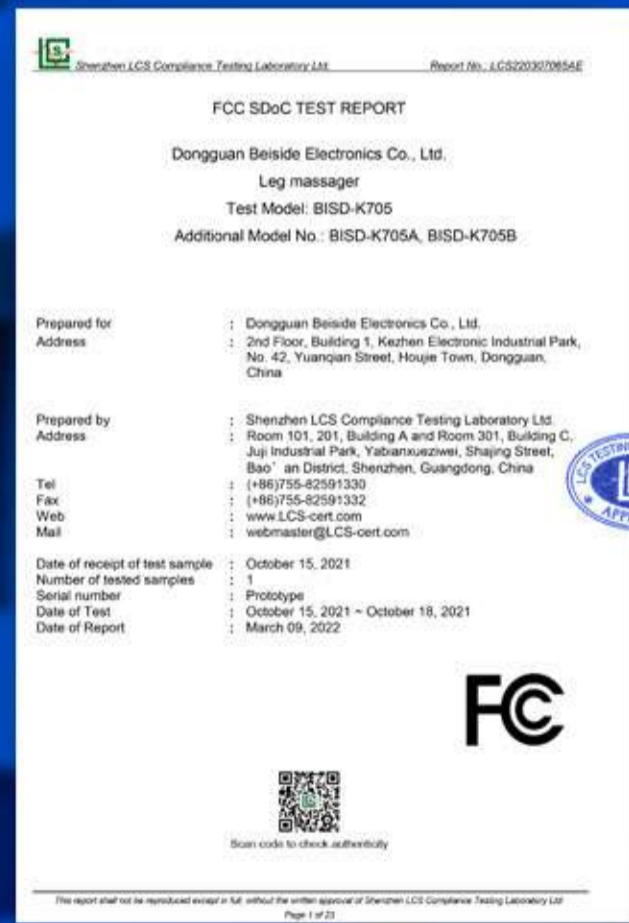 Shenzhen LCS Compliance Testing Laboratory Ltd. Report No.: LCS220307065AE
FCC SDoC TEST REPORT
Dongguan Beiside Electronics Co., Ltd.
Leg massager
Test Model: BISD-K705
Additional Model No.: BISD-K705A, BISD-K705B
Prepared for : Dongguan Beiside Electronics Co., Ltd.
Address : 2nd Floor, Building 1, Kezhen Electronic Industrial Park,
No. 42, Yuanqian Street, Houjie Town, Dongguan,
China
Prepared by : Shenzhen LCS Compliance Testing Laboratory Ltd.
Address : Room 101, 201, Building A and Room 301, Building C,
Juji Industrial Park, Yabianxueziwei, Shajing Street,
Bao’an District, Shenzhen, Guangdong, China
Tel : (+86)755-82591330
Fax : (+86)755-82591332
Web : www.LCS-cert.com
Mail : webmaster@LCS-cert.com
LCS TESTING
APP
Date of receipt of test sample : October 15, 2021
Number of tested samples : 1
Serial number : Prototype
Date of Test : October 15, 2021 ~ October 18, 2021
Date of Report : March 09, 2022
FC
Scan code to check authenticity
This report shall not be reproduced except in full, without the written approval of Shenzhen LCS Compliance Testing Laboratory Ltd
Page 1 of 23